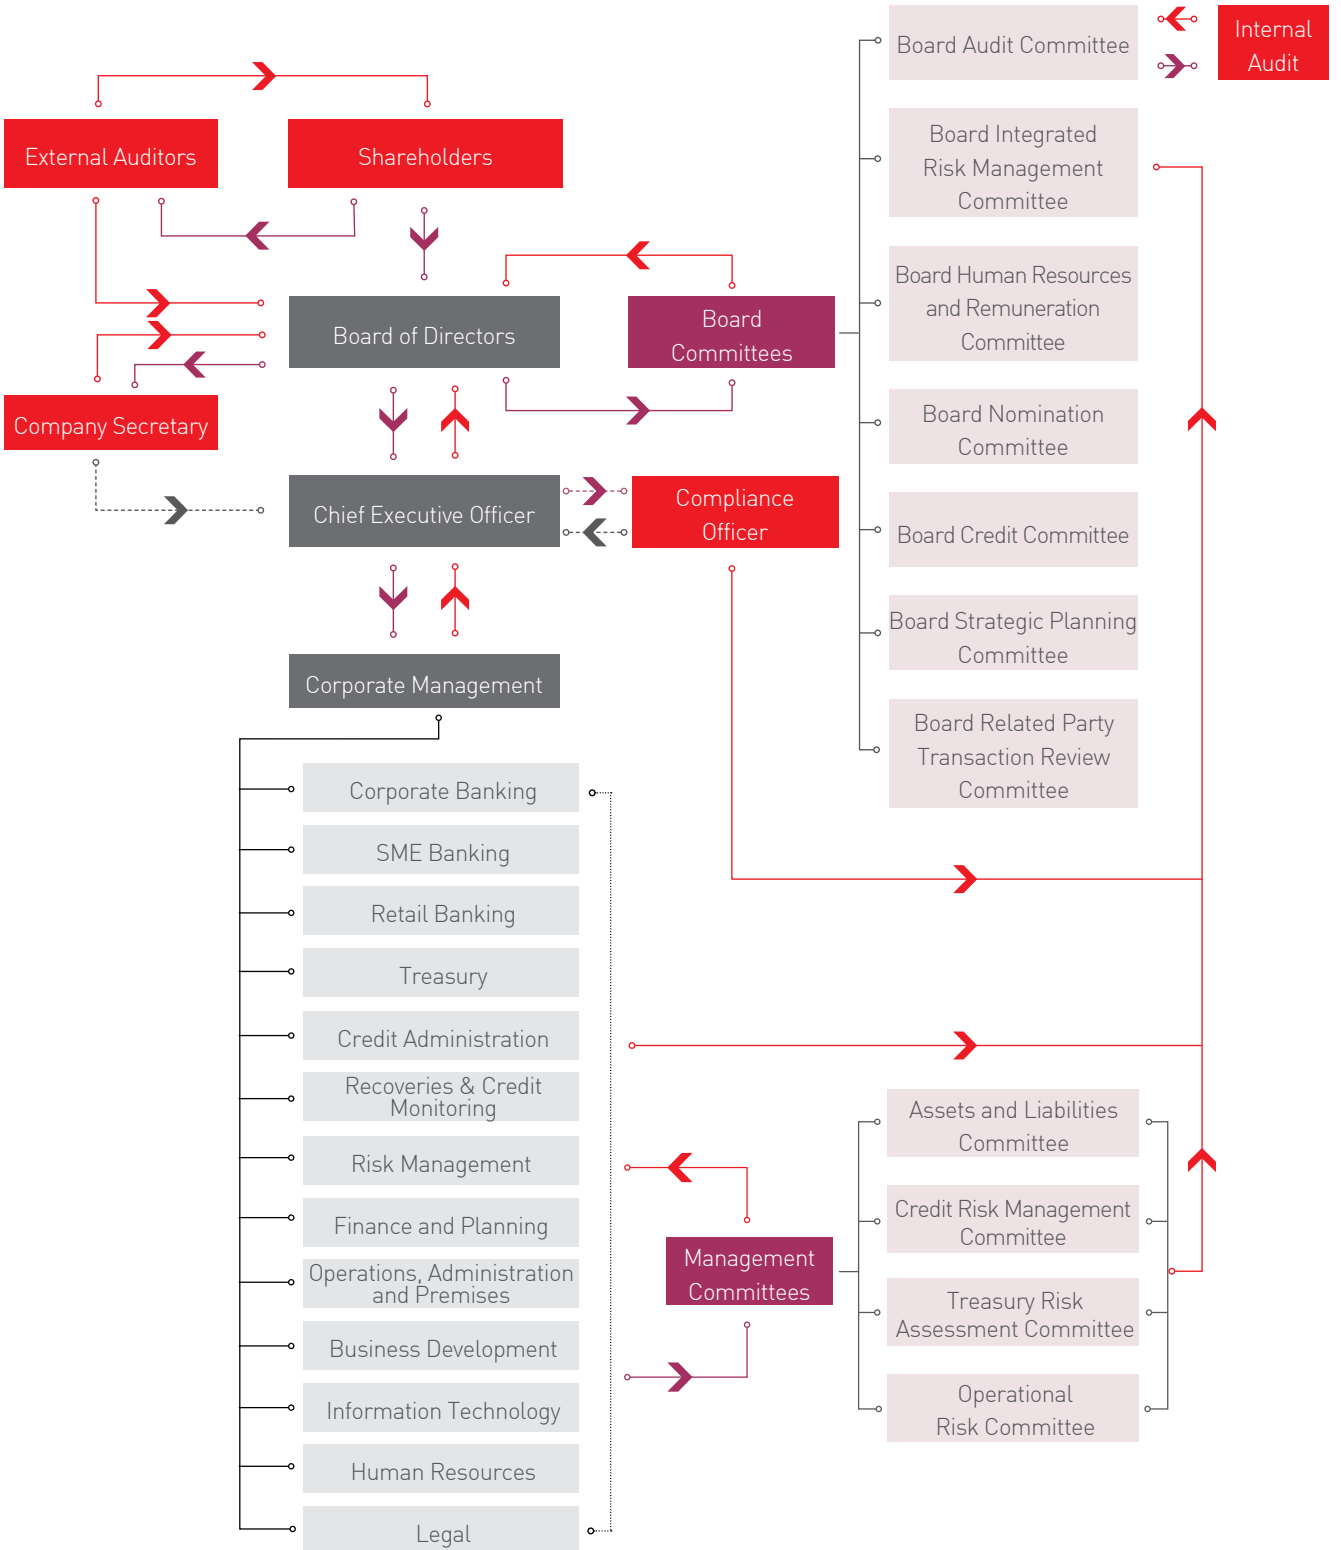 External Auditors
Shareholders
Board of Directors
Board
Committees
Company Secretary
Chief Executive Officer
Compliance
Officer
Corporate Management
Corporate Banking
SME Banking
Retail Banking
Treasury
Credit Administration
Recoveries & Credit
Monitoring
Risk Management
Finance and Planning
Operations, Administration
and Premises
Business Development
Information Technology
Human Resources
Legal
Board Audit Committee
Internal
Audit
Board Integrated
Risk Management
Committee
Board Human Resources
and Remuneration
Committee
Board Nomination
Committee
Board Credit Committee
Board Strategic Planning
Committee
Board Related Party
Transaction Review
Committee
Management
Committees
Assets and Liabilities
Committee
Credit Risk Management
Committee
Treasury Risk
Assessment Committee
Operational
Risk Committee